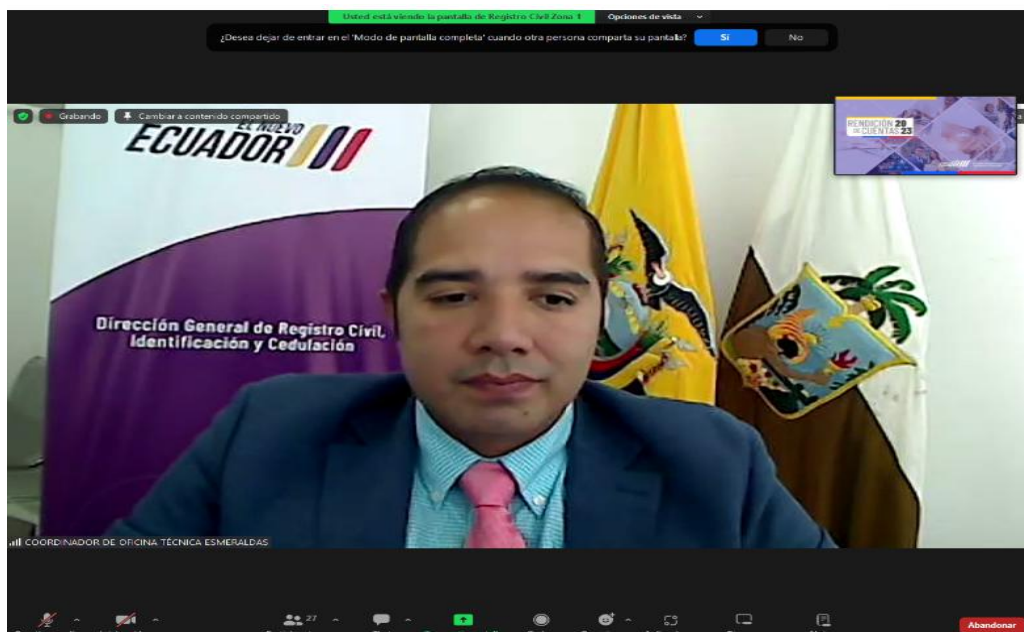 Usted está viendo la pantalla de Registro Civil Zona 1
Opciones de vista
¿Desea dejar de entrar en el 'Modo de pantalla completa' cuando otra persona comparta su pantalla?
Sí
No
Grabando
Cambiar a contenido compartido
EL NUEVO
ECUADOR
RENDICIÓN 20
DE CUENTAS 23
Dirección General de Registro Civil,
Identificación y Cedulación
COORDINADOR DE OFICINA TÉCNICA ESMERALDAS
27
Abandonar